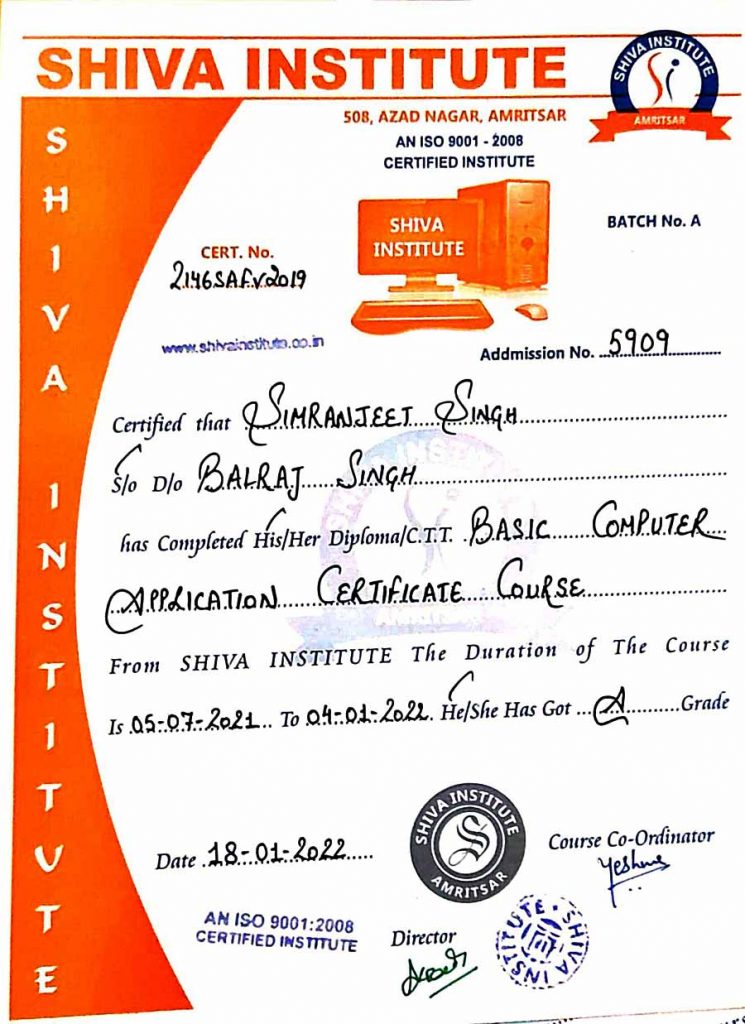 SHIVA INSTITUTE
SHIVA INSTITUTE
AMRITSAR
508, AZAD NAGAR, AMRITSAR
AN ISO 9001 - 2008
CERTIFIED INSTITUTE
SHIVA INSTITUTE
SHIVA
INSTITUTE
BATCH No. A
CERT. No.
2146SAFV2019
www.shivainstitute.co.in
Addmission No. 5909
Certified that SIMRANJEET SINGH
S/o D/o BALRAJ SINGH
has Completed His/Her Diploma/C.T.T. BASIC COMPUTER
APPLICATION CERTIFICATE COURSE
From SHIVA INSTITUTE The Duration of The Course
Is 05-07-2021 To 04-01-2022 He/She Has Got A Grade
SHIVA INSTITUTE
S
AMRITSAR
Date 18-01-2022
Course Co-Ordinator
AN ISO 9001:2008
CERTIFIED INSTITUTE
Director
SHIVA INSTITUTE